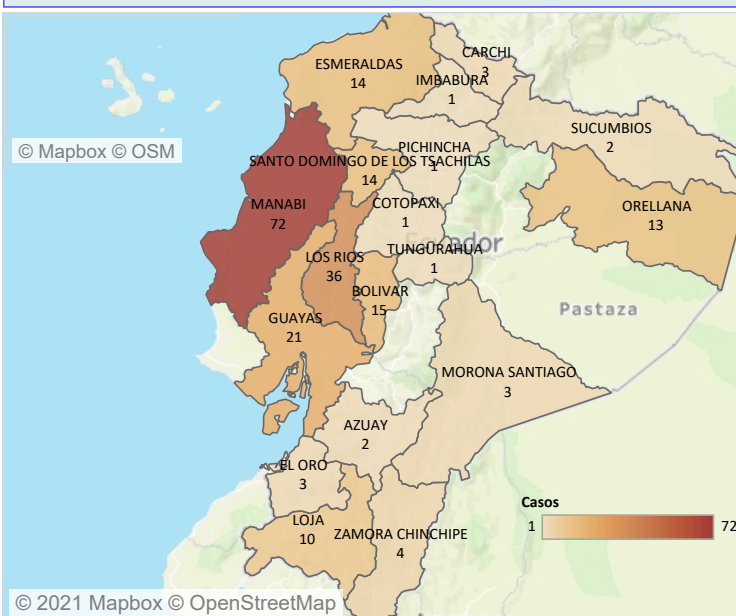 CARCHI
3
ESMERALDAS
14
IMBABURA
1
© Mapbox © OSM
SUCUMBIOS
2
PICHINCHA
1
SANTO DOMINGO DE LOS TSACHILAS
14
MANABI
72
COTOPAXI
1
ORELLANA
13
Ecuador
TUNGURAHUA
1
LOS RIOS
36
BOLIVAR
15
Pastaza
GUAYAS
21
MORONA SANTIAGO
3
AZUAY
2
EL ORO
3
Casos
1 72
LOJA
10
ZAMORA CHINCHIPE
4
© 2021 Mapbox © OpenStreetMap